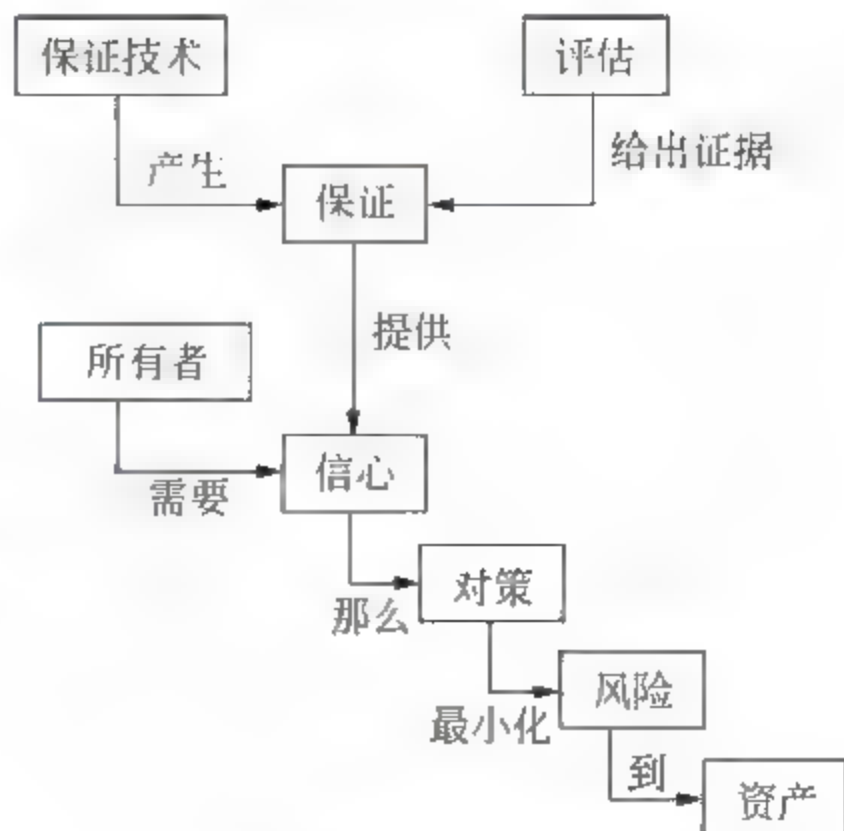 保证技术
评估
产生
给出证据
保证
提供
所有者
信心
需要
对策
那么
风险
最小化
到
资产